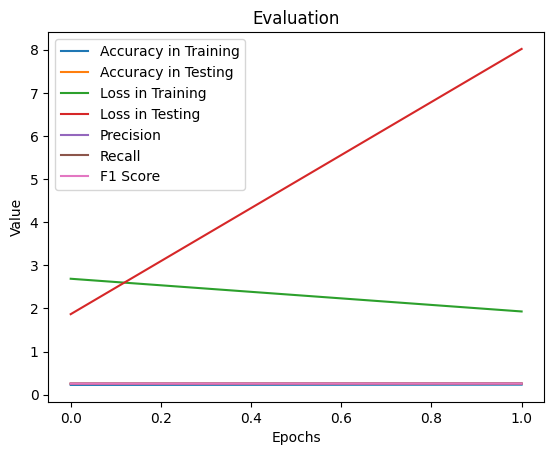 Evaluation
Accuracy in Training
Accuracy in Testing
Loss in Training
Loss in Testing
Precision
Recall
F1 Score
Value
8
7
6
5
4
3
2
1
0
0.0 0.2 0.4 0.6 0.8 1.0
Epochs